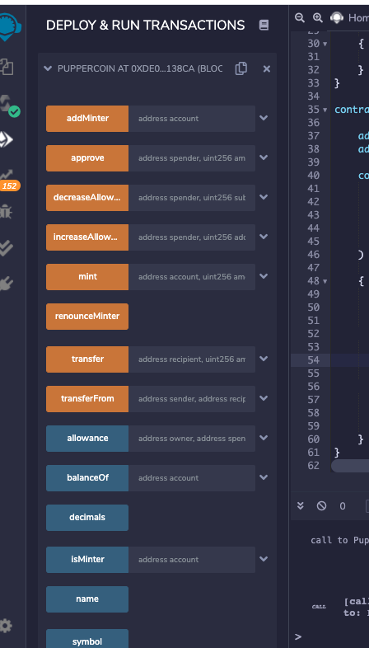 DEPLOY & RUN TRANSACTIONS
Hom
PUPPERCOIN AT 0XDE0...138CA (BLOC
addMinter address account
approve address spender, uint256 am
decreaseAllow... address spender, uint256 sub
increaseAllow... address spender, uint256 add
mint address account, uint256 am
renounceMinter
transfer address recipient, uint256 am
transferFrom address sender, address recip
allowance address owner, address spen
balanceOf address account
decimals
isMinter address account
name
symbol
152
29
30 {
31
32 }
33 }
34
35 contra
36
37 ad
38 ad
39
40 co
41
42
43
44
45
46 )
47
48 {
49
50
51
52
53
54
55
56
57
58
59
60 }
61 }
62
0
call to Pup
CALL [cal
to:
>